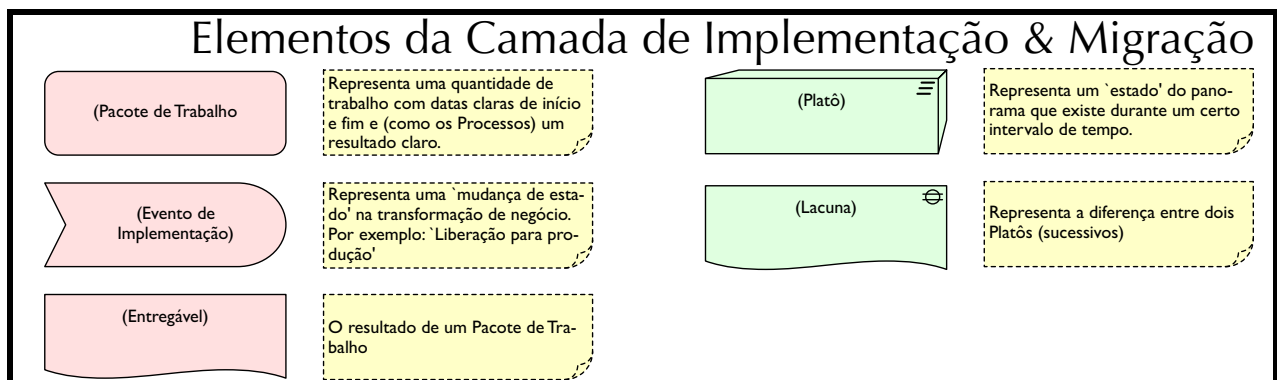 Elementos da Camada de Implementação & Migração
(Pacote de Trabalho
Representa uma quantidade de
trabalho com datas claras de início
e fim e (como os Processos) um
resultado claro.
(Platô)
Representa um `estado' do pano-
rama que existe durante um certo
intervalo de tempo.
(Evento de
Implementação)
Representa uma `mudança de esta-
do' na transformação de negócio.
Por exemplo: `Liberação para pro-
dução'
(Lacuna)
Representa a diferença entre dois
Platôs (sucessivos)
(Entregável)
O resultado de um Pacote de Tra-
balho